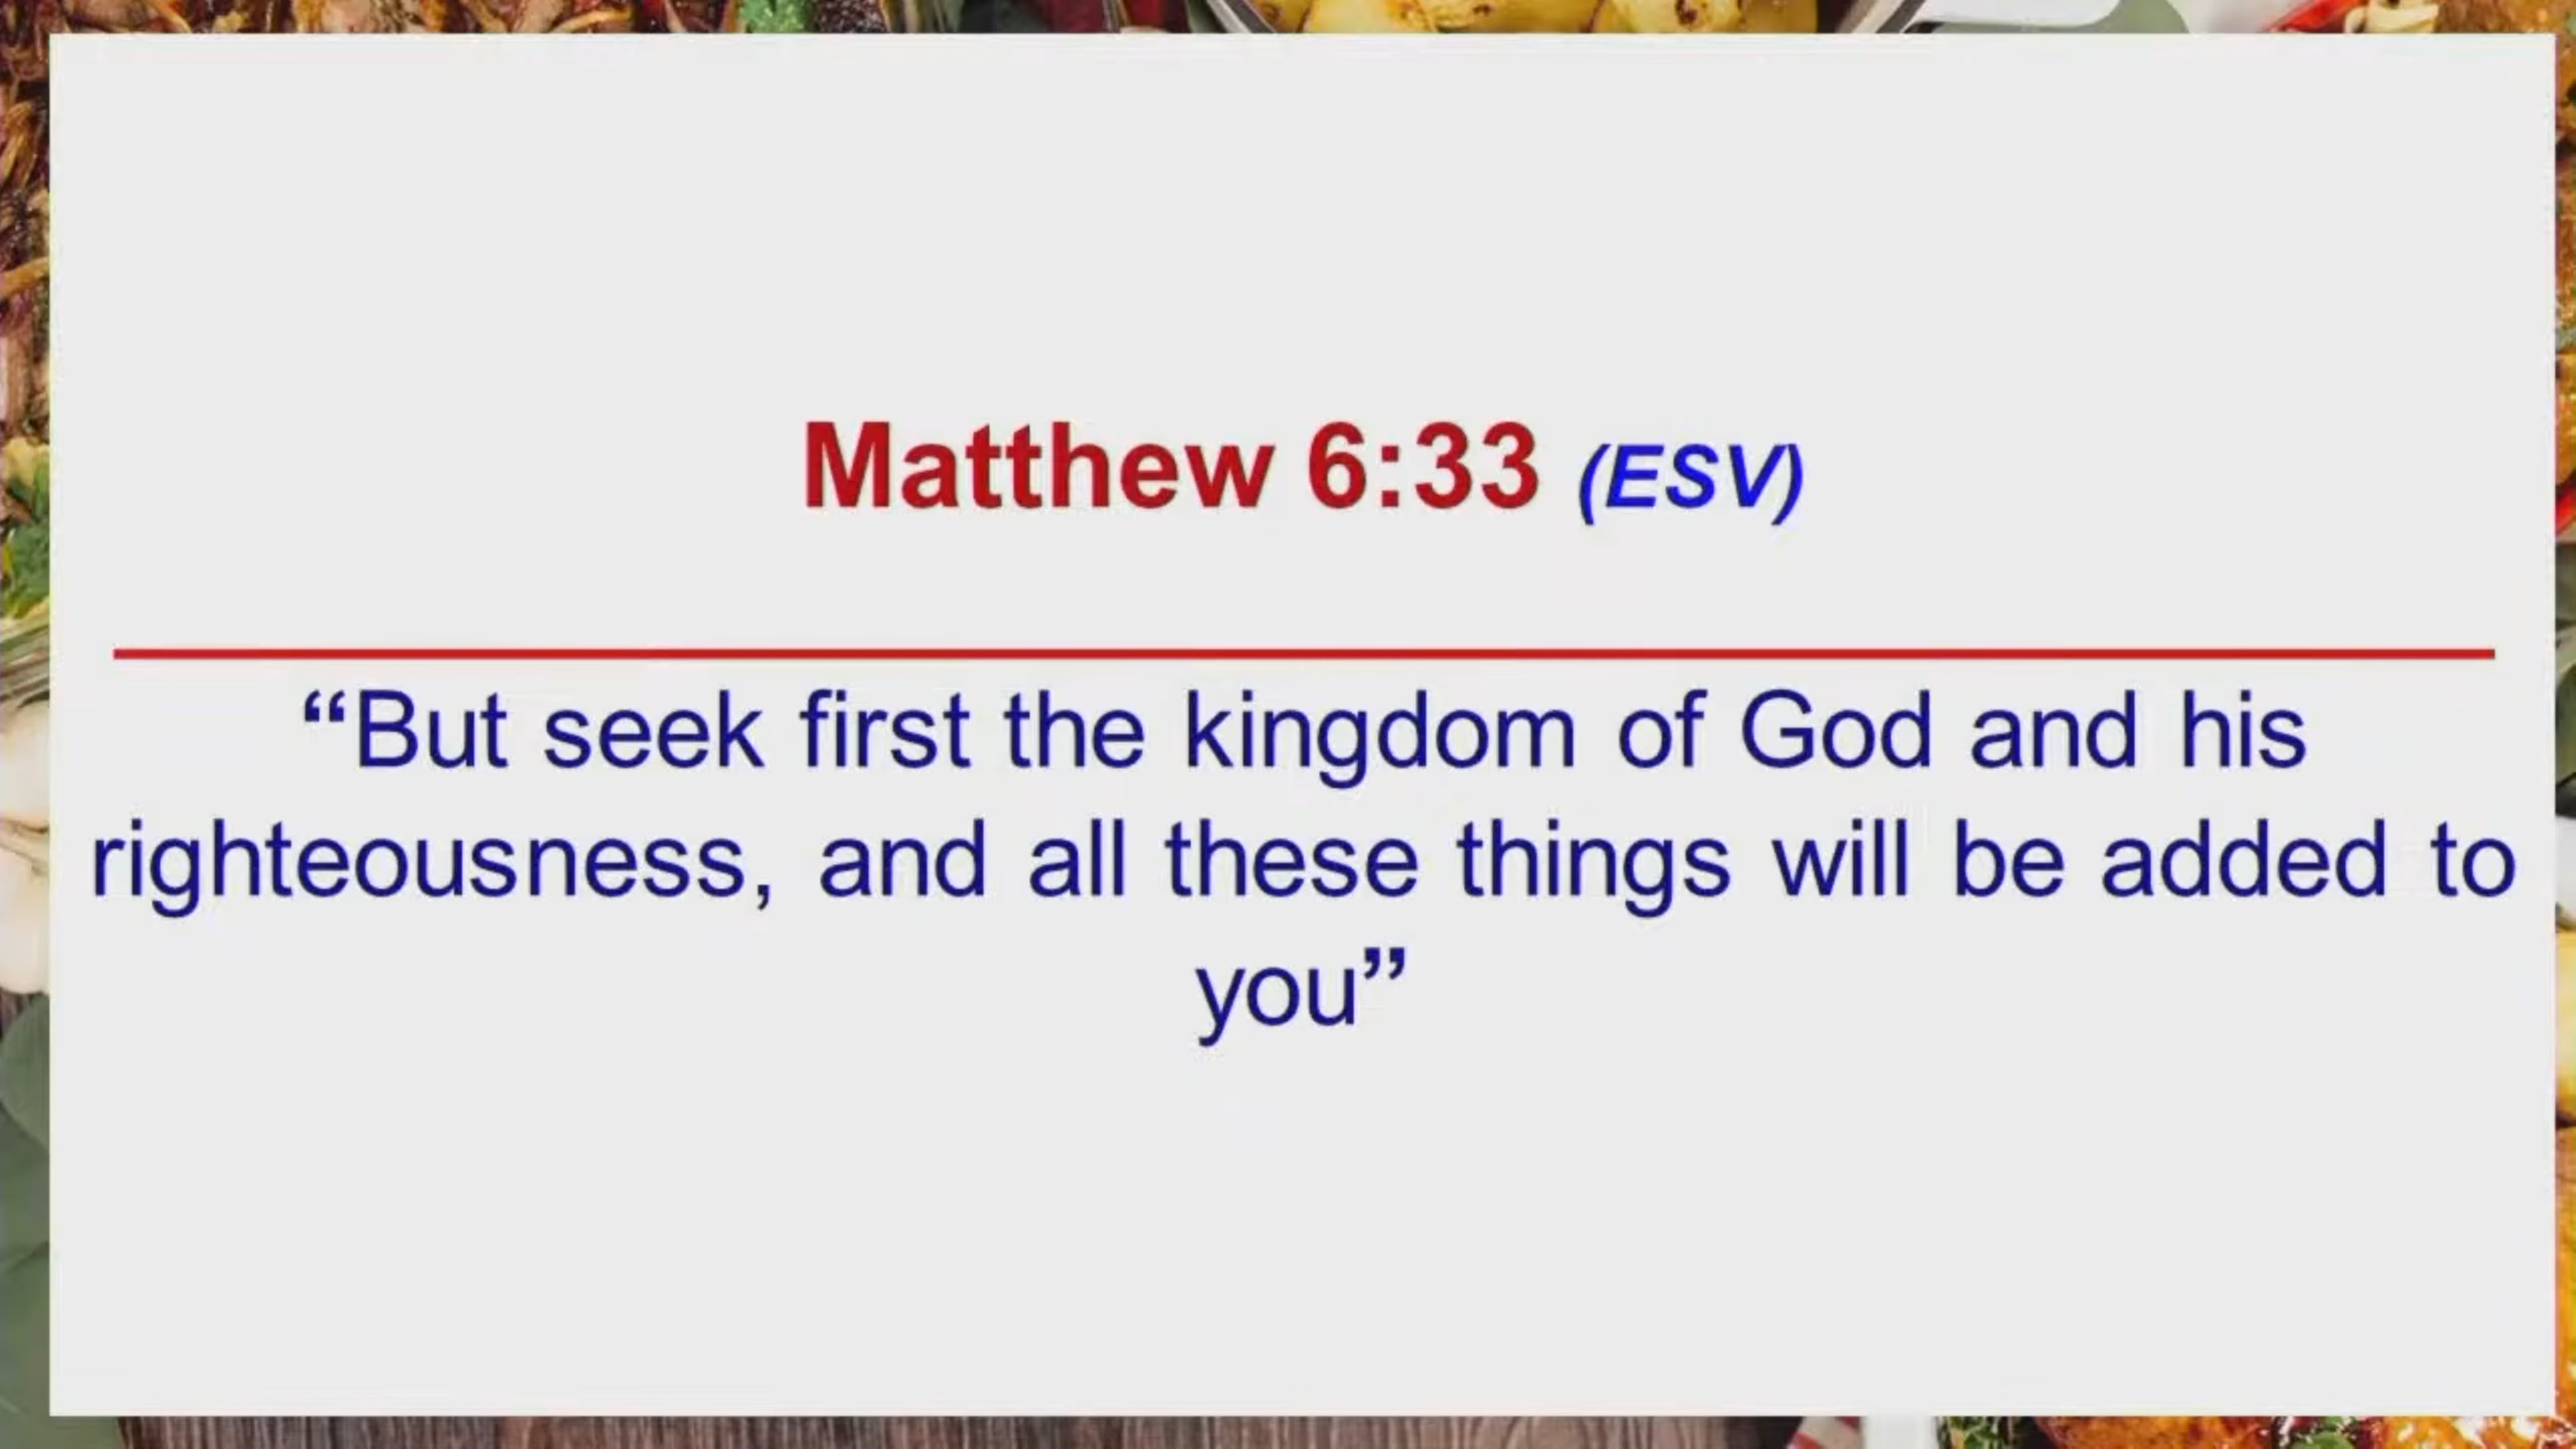 Matthew 6:33 (ESV)
“But seek first the kingdom of God and his
righteousness, and all these things will be added to
you”